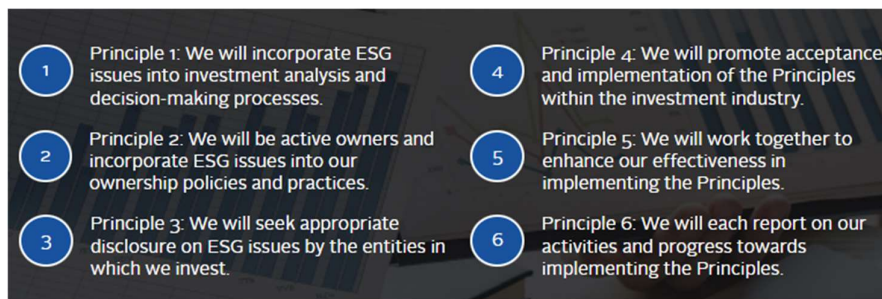 1
Principle 1: We will incorporate ESG
issues into investment analysis and
decision-making processes.
2
Principle 2: We will be active owners and
incorporate ESG issues into our
ownership policies and practices.
3
Principle 3: We will seek appropriate
disclosure on ESG issues by the entities in
which we invest.
4
Principle 4: We will promote acceptance
and implementation of the Principles
within the investment industry.
5
Principle 5: We will work together to
enhance our effectiveness in
implementing the Principles.
6
Principle 6: We will each report on our
activities and progress towards
implementing the Principles.